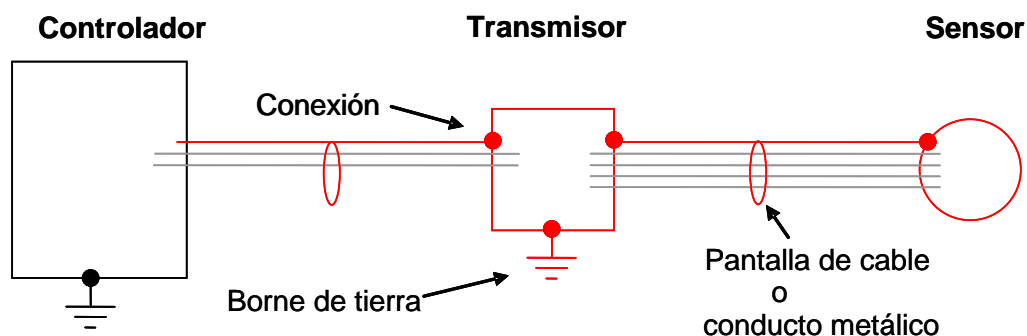 Controlador
Transmisor
Sensor
Conexión
Borne de tierra
Pantalla de cable
o
conducto metálico